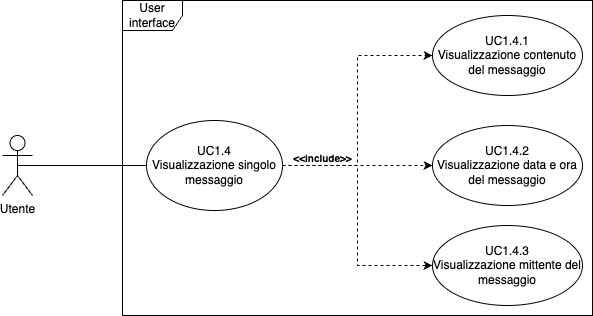 User
interface
UC1.4.1
Visualizzazione contenuto
del messaggio
UC1.4
Visualizzazione singolo
messaggio
<<include>>
UC1.4.2
Visualizzazione data e ora
del messaggio
Utente
UC1.4.3
Visualizzazione mittente del
messaggio